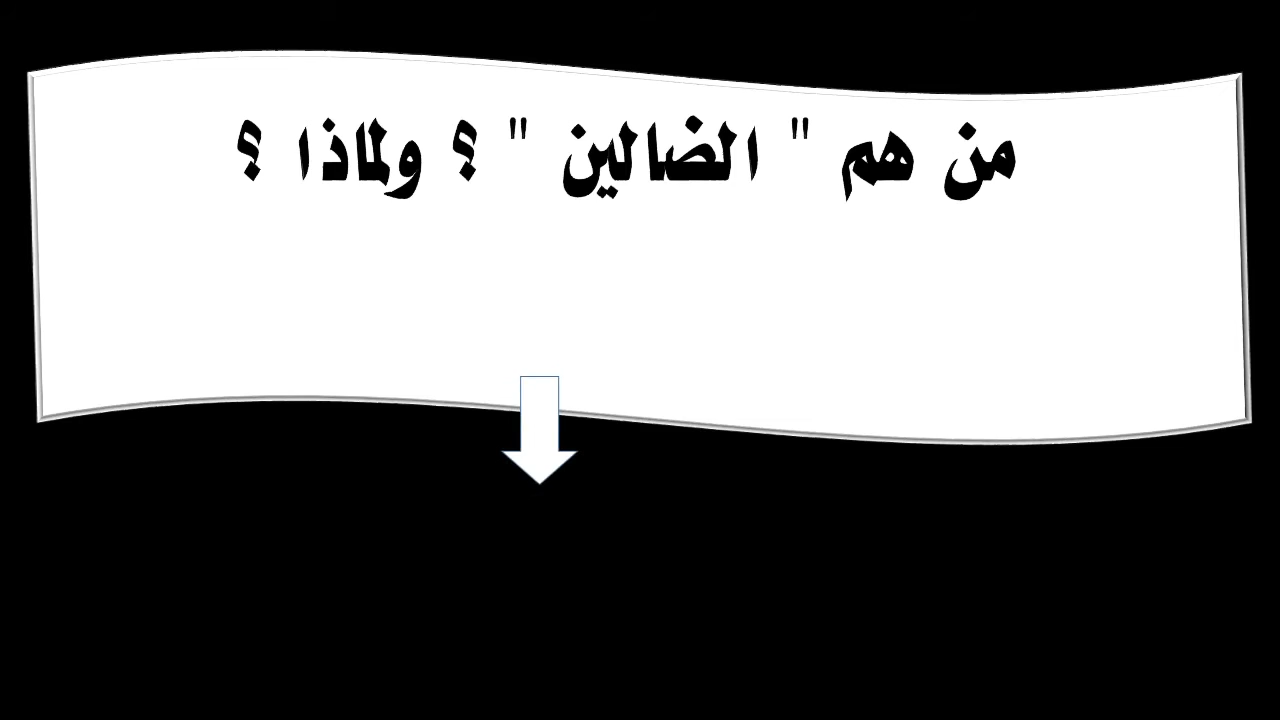 من هم " الضالين " ؟ ولماذا ؟